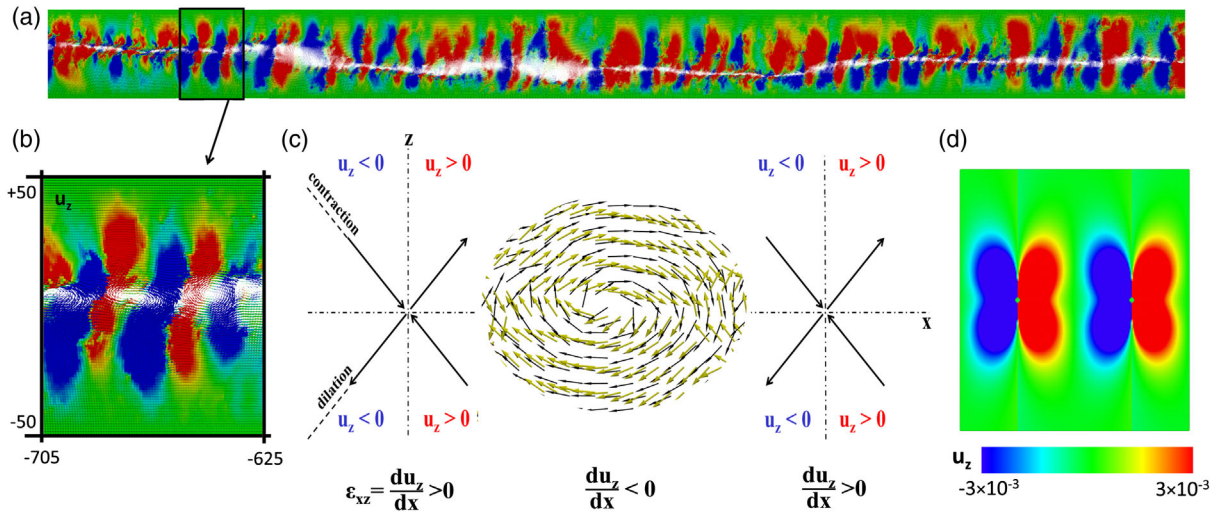 (a)
(b)
(c)
(d)
+50
u_z
-50
-705
-625
z
u_z < 0
u_z > 0
u_z < 0
u_z > 0
contraction
x
dilation
u_z < 0
u_z > 0
u_z < 0
u_z > 0
ε_xz = du_z/dx > 0
du_z/dx < 0
du_z/dx > 0
u_z
-3×10⁻³
3×10⁻³